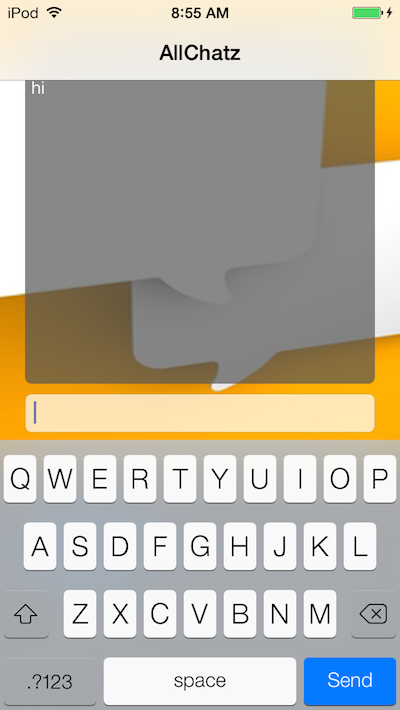 iPod 8:55 AM
AllChatz
hi
Q W E R T Y U I O P
A S D F G H J K L
Z X C V B N M
.?123 space Send